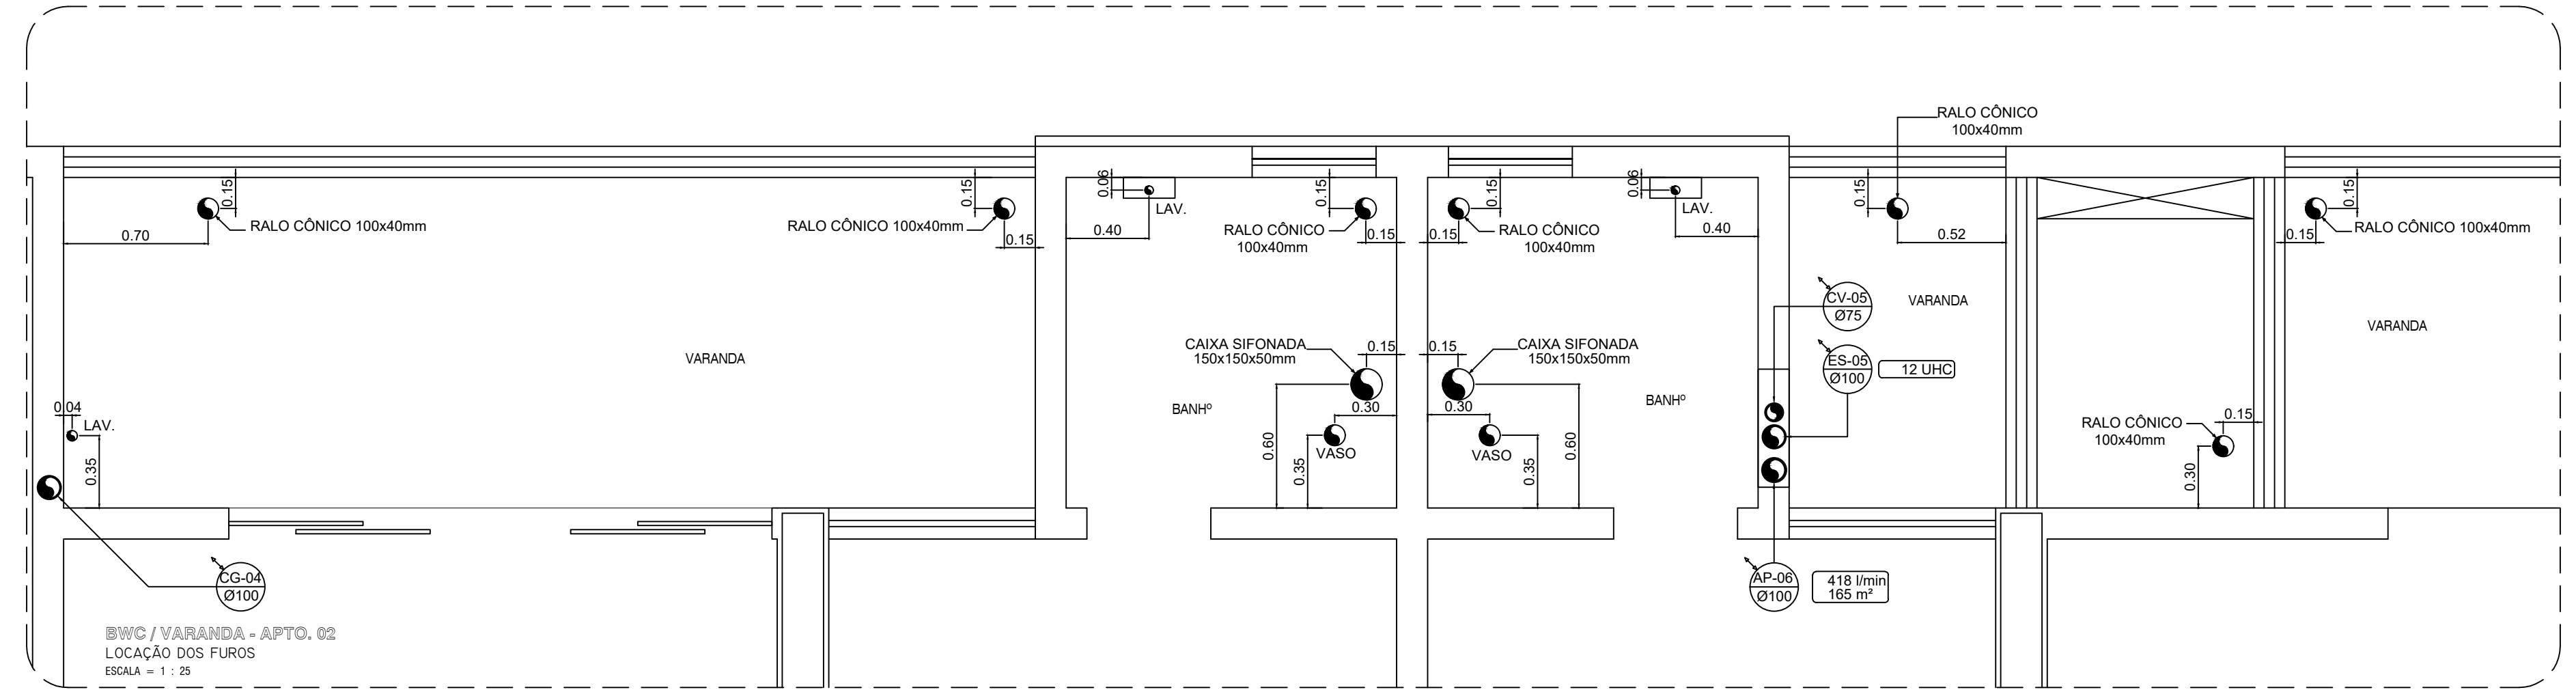 RALO CÔNICO
100x40mm
0.15
0.70
RALO CÔNICO 100x40mm
0.15
RALO CÔNICO 100x40mm
0.15
0.06
LAV.
0.40
0.15
RALO CÔNICO
100x40mm
0.15
0.15
0.15
RALO CÔNICO
100x40mm
0.06
LAV.
0.40
0.15
0.52
0.15
0.15
RALO CÔNICO 100x40mm
VARANDA
CAIXA SIFONADA
150x150x50mm
0.15
0.15
CAIXA SIFONADA
150x150x50mm
BANHº
0.30
0.60
0.35
VASO
0.30
VASO
0.35
0.60
BANHº
CV-05
Ø75
ES-05
Ø100
12 UHC
VARANDA
VARANDA
RALO CÔNICO
100x40mm
0.15
0.30
0.04
LAV.
0.35
CG-04
Ø100
AP-06
Ø100
418 l/min
165 m²
BWC / VARANDA - APTO. 02
LOCAÇÃO DOS FUROS
ESCALA = 1 : 25